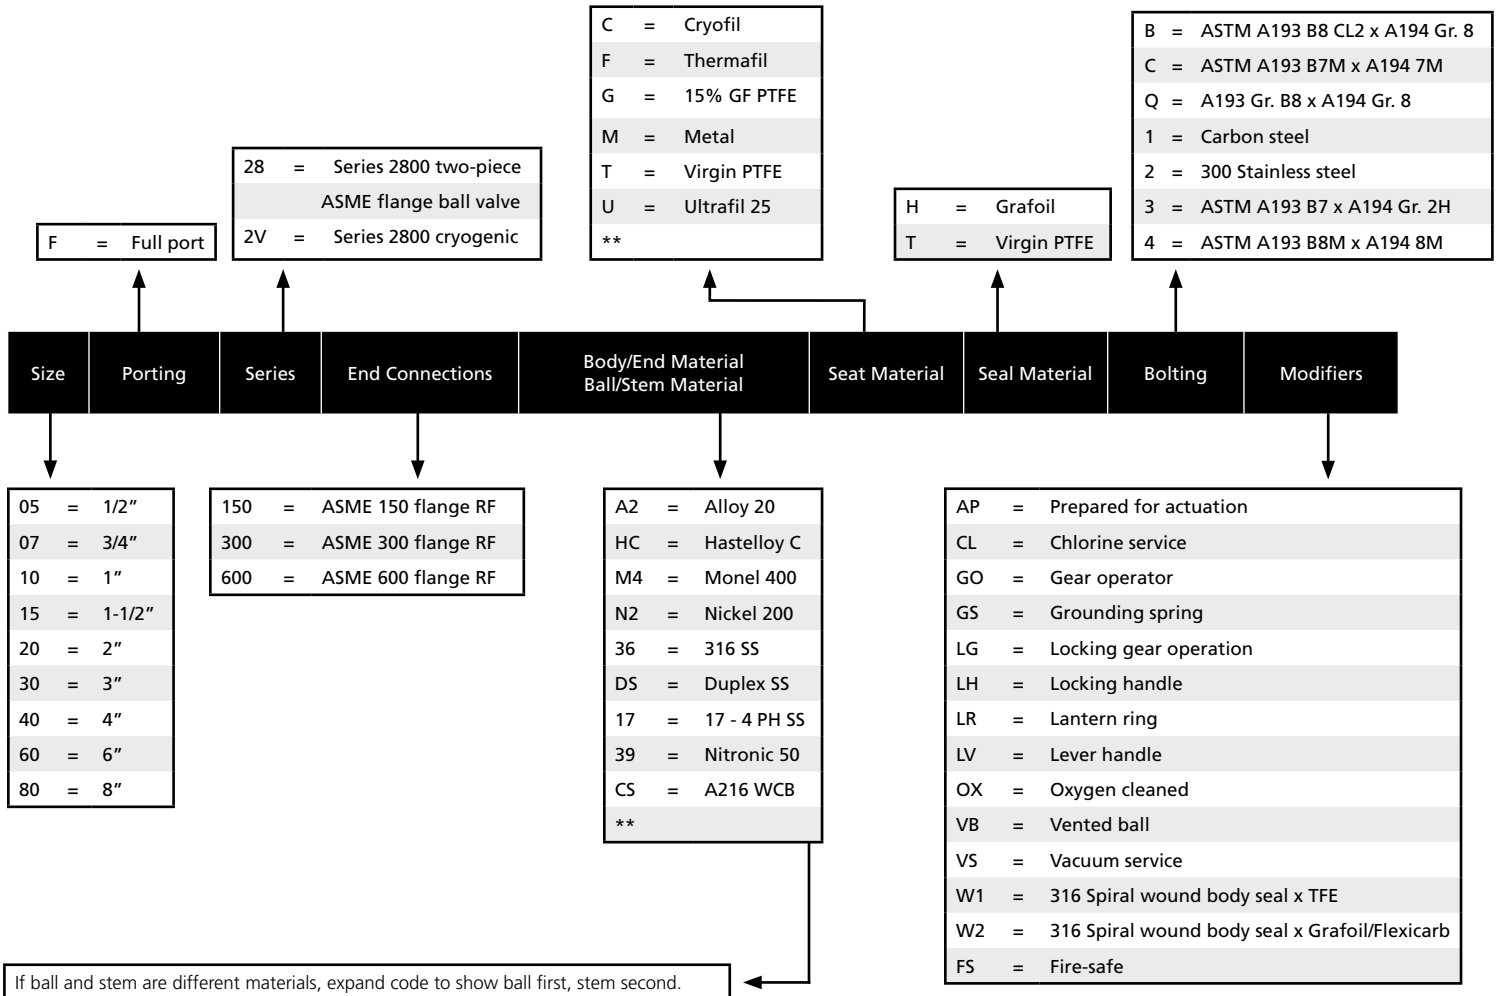 C = Cryofil
F = Thermafil
G = 15% GF PTFE
M = Metal
T = Virgin PTFE
U = Ultrafil 25
**
B = ASTM A193 B8 CL2 x A194 Gr. 8
C = ASTM A193 B7M x A194 7M
Q = A193 Gr. B8 x A194 Gr. 8
1 = Carbon steel
2 = 300 Stainless steel
3 = ASTM A193 B7 x A194 Gr. 2H
4 = ASTM A193 B8M x A194 8M
28 = Series 2800 two-piece
ASME flange ball valve
2V = Series 2800 cryogenic
H = Grafoil
T = Virgin PTFE
F = Full port
Size
Porting
Series
End Connections
Body/End Material
Ball/Stem Material
Seat Material
Seal Material
Bolting
Modifiers
05 = 1/2”
07 = 3/4”
10 = 1”
15 = 1-1/2”
20 = 2”
30 = 3”
40 = 4”
60 = 6”
80 = 8”
150 = ASME 150 flange RF
300 = ASME 300 flange RF
600 = ASME 600 flange RF
A2 = Alloy 20
HC = Hastelloy C
M4 = Monel 400
N2 = Nickel 200
36 = 316 SS
DS = Duplex SS
17 = 17 - 4 PH SS
39 = Nitronic 50
CS = A216 WCB
**
AP = Prepared for actuation
CL = Chlorine service
GO = Gear operator
GS = Grounding spring
LG = Locking gear operation
LH = Locking handle
LR = Lantern ring
LV = Lever handle
OX = Oxygen cleaned
VB = Vented ball
VS = Vacuum service
W1 = 316 Spiral wound body seal x TFE
W2 = 316 Spiral wound body seal x Grafoil/Flexicarb
FS = Fire-safe
If ball and stem are different materials, expand code to show ball first, stem second.